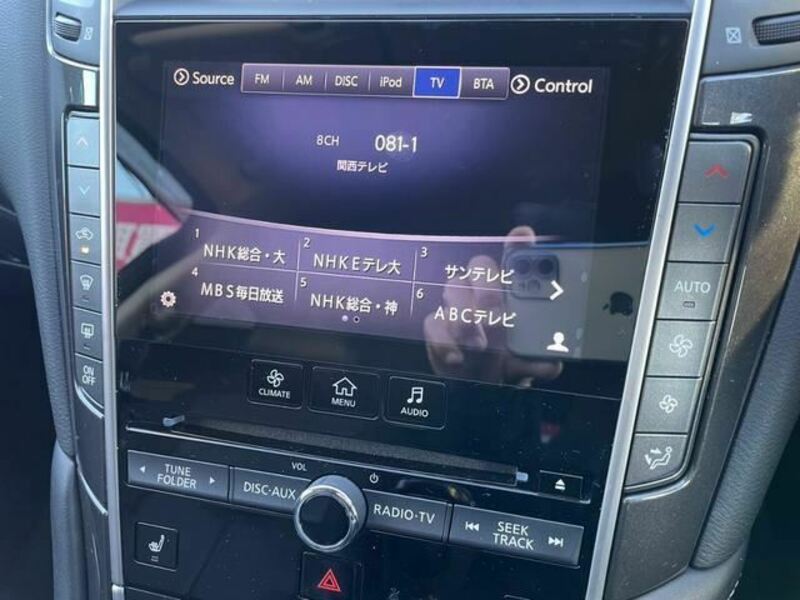 Source FM AM DISC iPod TV BTA Control
8CH 081-1
関西テレビ
1 NHK総合・大 2 NHKEテレ大 3 サンテレビ
4 MBS毎日放送 5 NHK総合・神 6 ABCテレビ
AUTO
ON
OFF
CLIMATE MENU AUDIO
VOL
TUNE
FOLDER
DISC·AUX
RADIO·TV
SEEK
TRACK